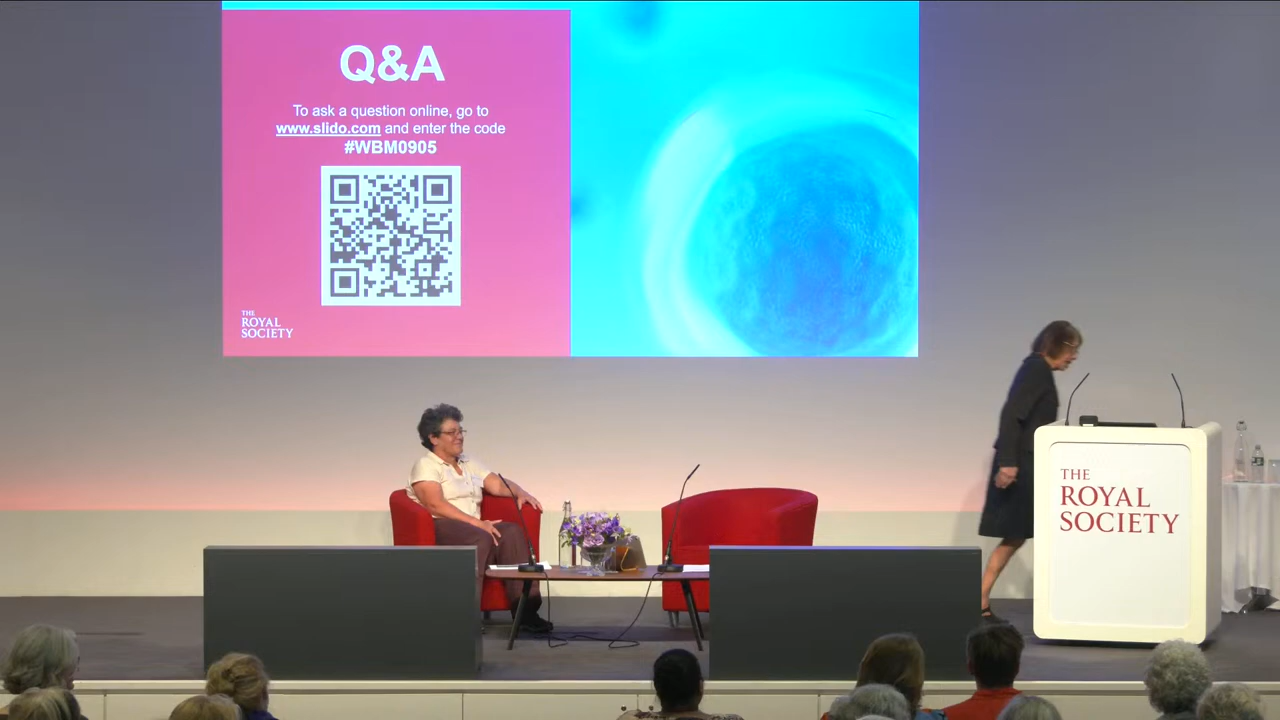 Q&A
To ask a question online, go to
www.slido.com and enter the code
#WBM0905
THE
ROYAL
SOCIETY
THE
ROYAL
SOCIETY